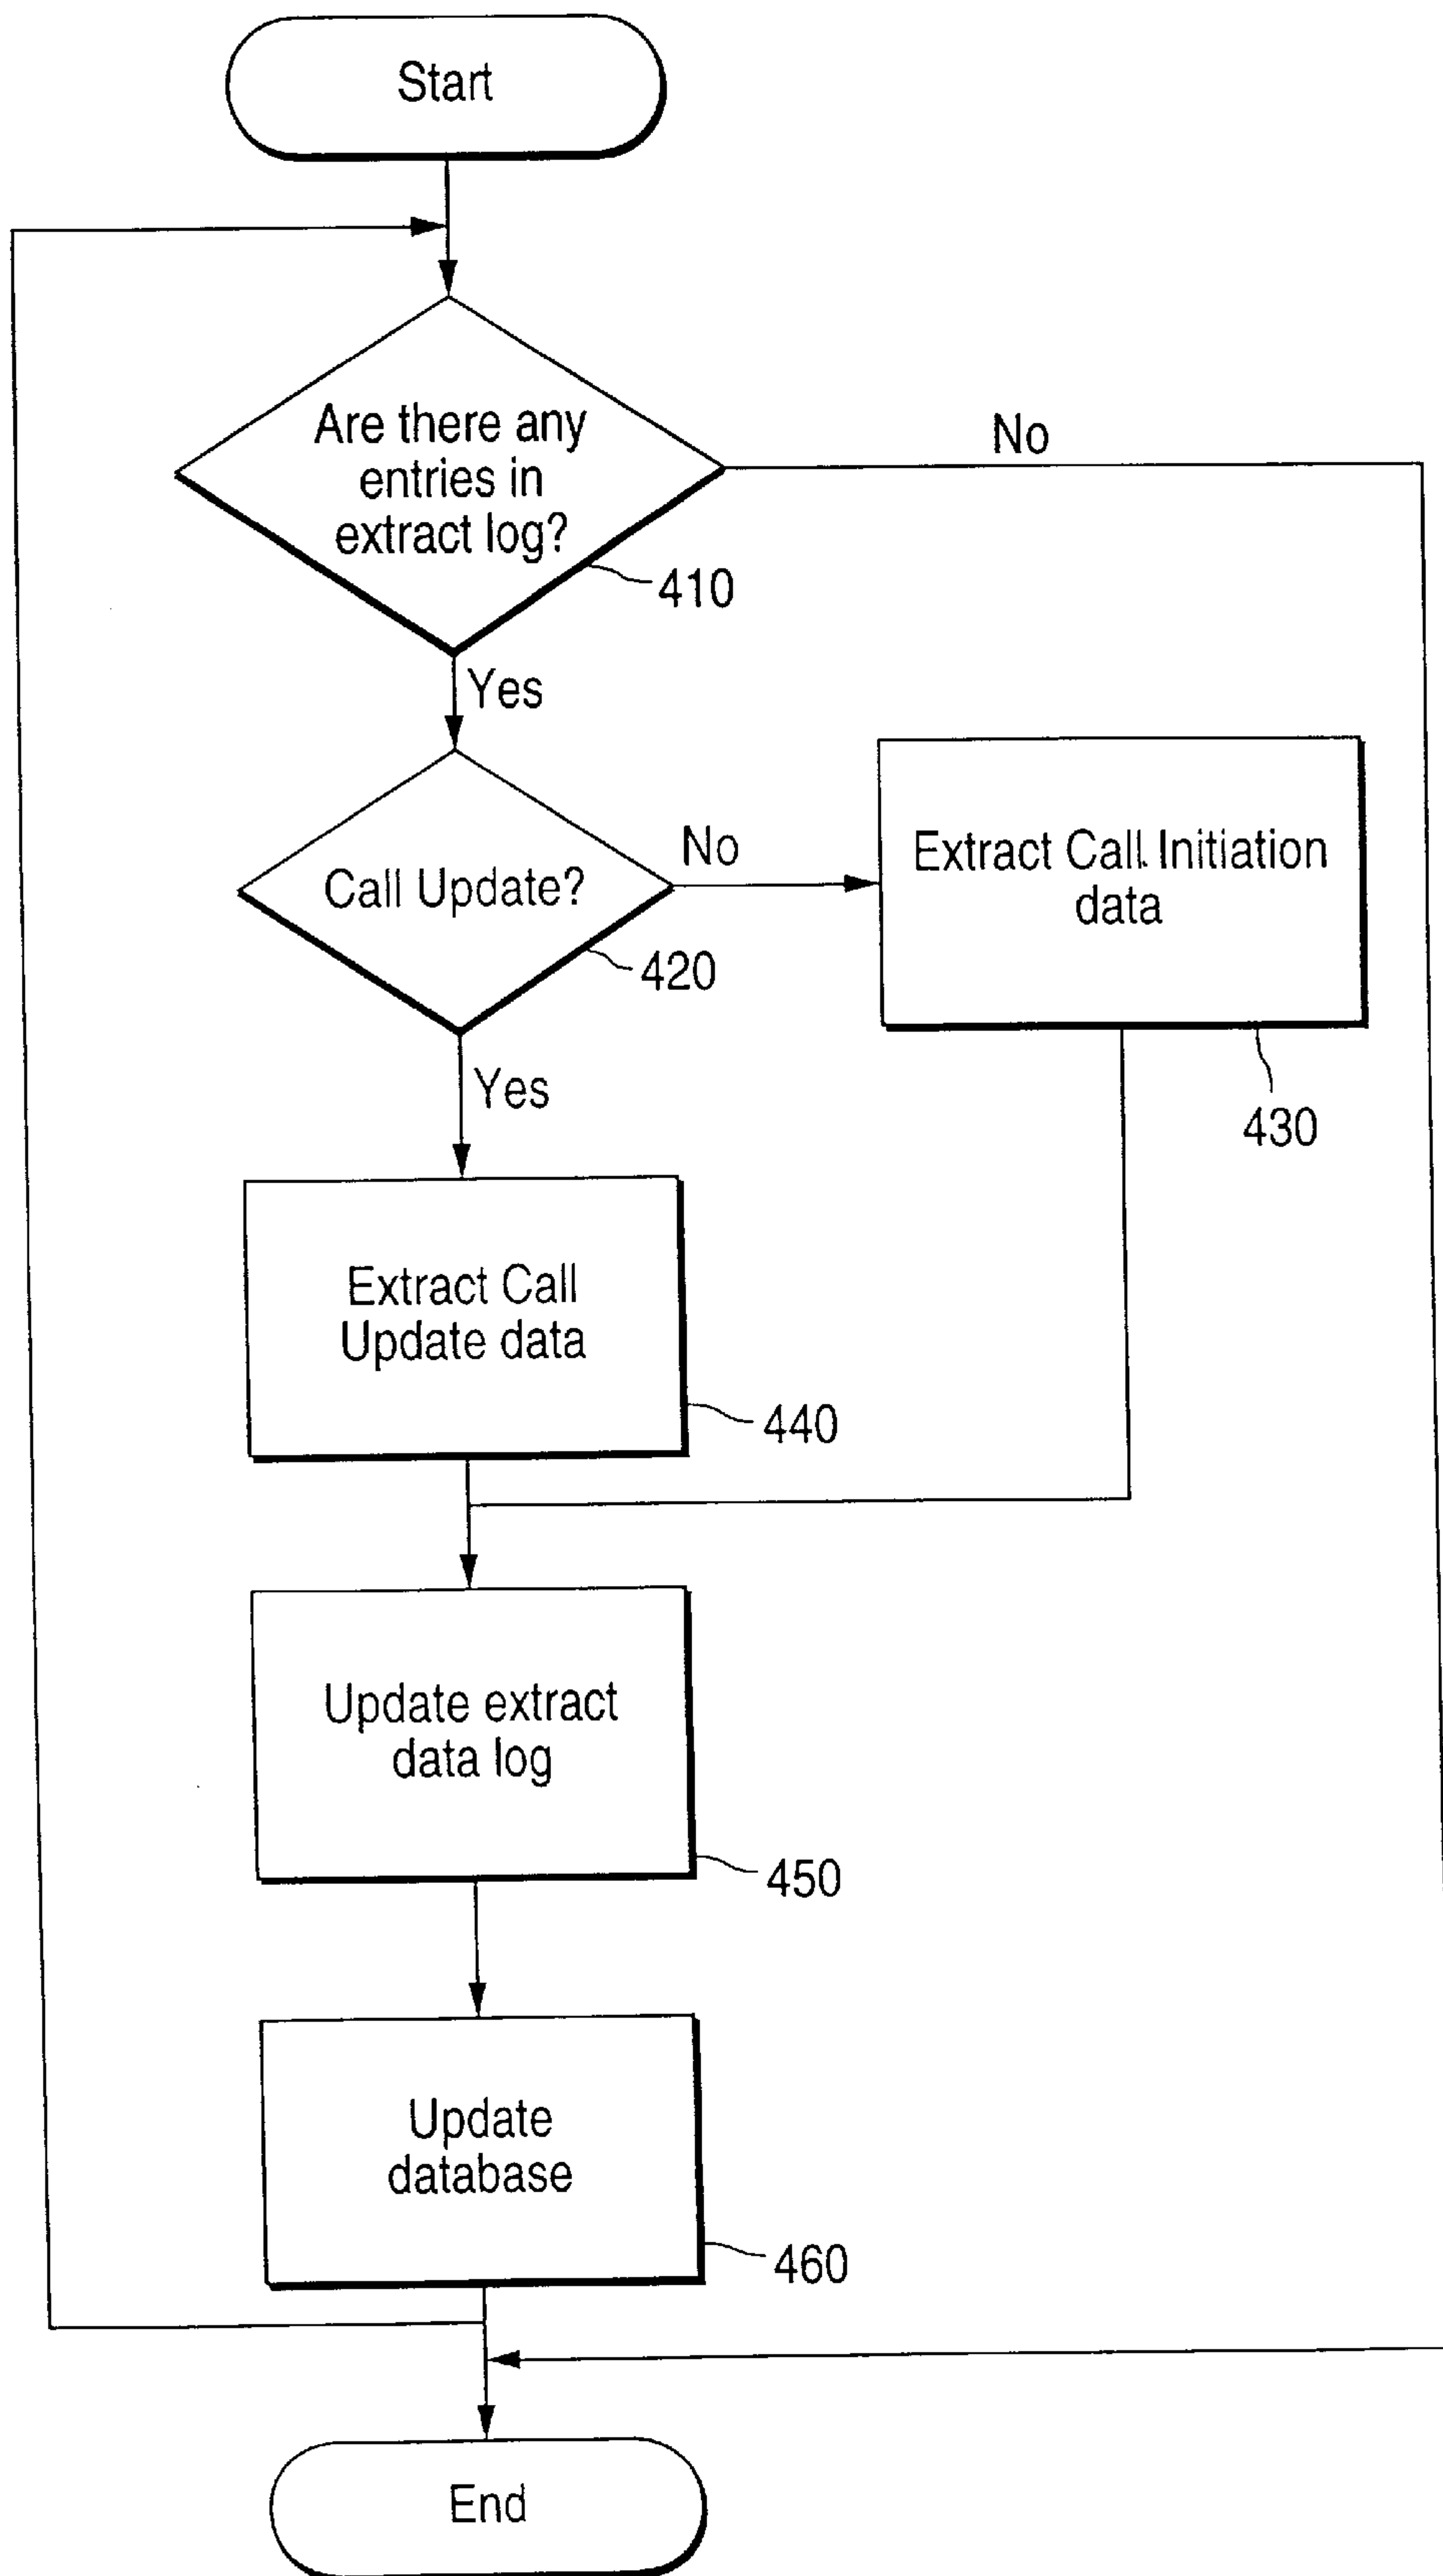 Start
Are there any
entries in
extract log?
No
410
Yes
Call Update?
No
420
Extract Call Initiation
data
430
Yes
Extract Call
Update data
440
Update extract
data log
450
Update
database
460
End